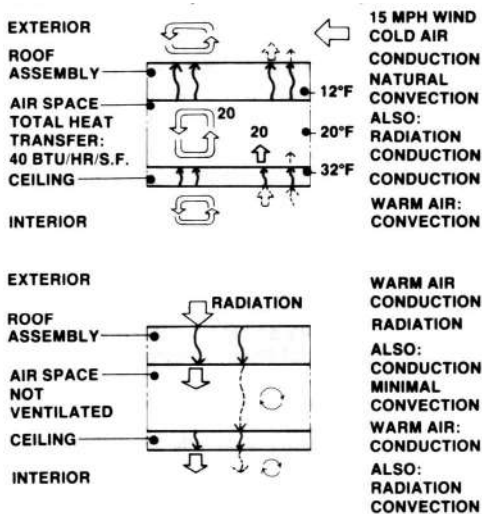 EXTERIOR
ROOF
ASSEMBLY
AIR SPACE
TOTAL HEAT
TRANSFER:
40 BTU/HR/S.F.
CEILING
INTERIOR
20
20
12°F
20°F
32°F
15 MPH WIND
COLD AIR
CONDUCTION
NATURAL
CONVECTION
ALSO:
RADIATION
CONDUCTION
CONDUCTION
WARM AIR:
CONVECTION
EXTERIOR
ROOF
ASSEMBLY
AIR SPACE
NOT
VENTILATED
CEILING
INTERIOR
RADIATION
WARM AIR
CONDUCTION
RADIATION
ALSO:
CONDUCTION
MINIMAL
CONVECTION
WARM AIR:
CONDUCTION
ALSO:
RADIATION
CONVECTION